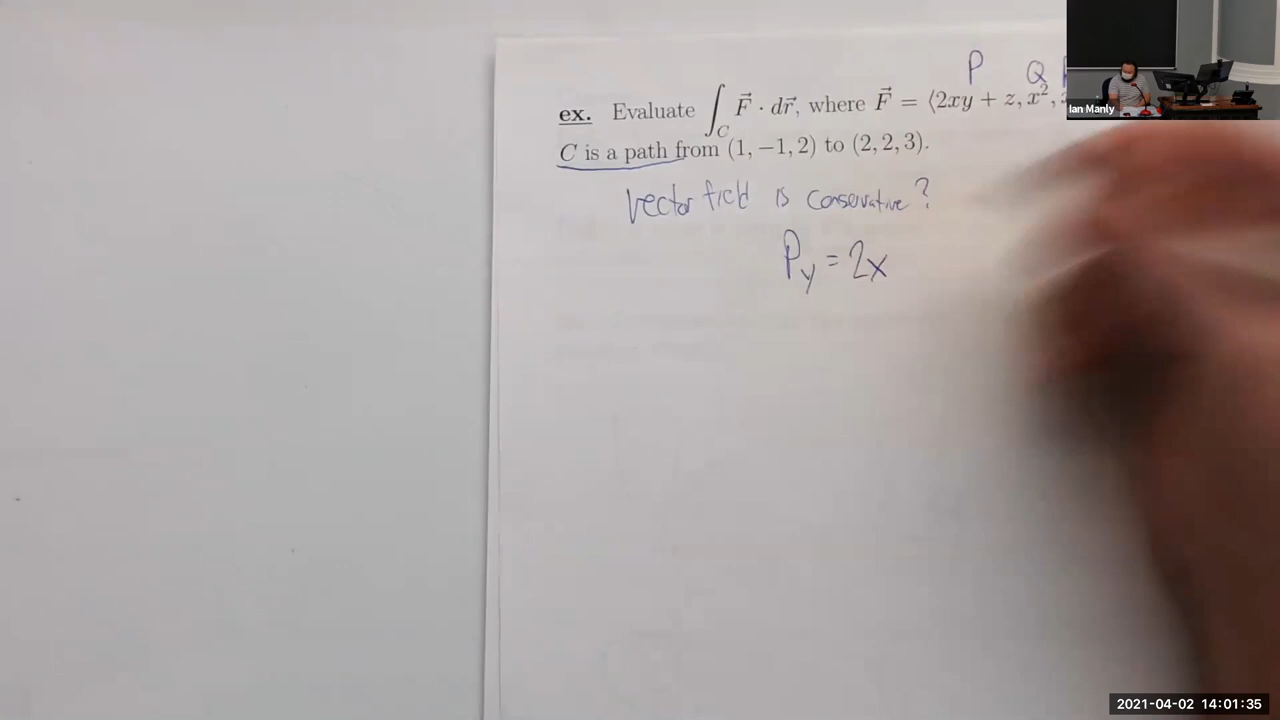 P Q
ex. Evaluate ∫_C F⃗ · dr⃗, where F⃗ = ⟨2xy + z, x²,
C is a path from (1, −1, 2) to (2, 2, 3).
Vector field is conservative?
P_y = 2x
Ian Manly
2021-04-02 14:01:35